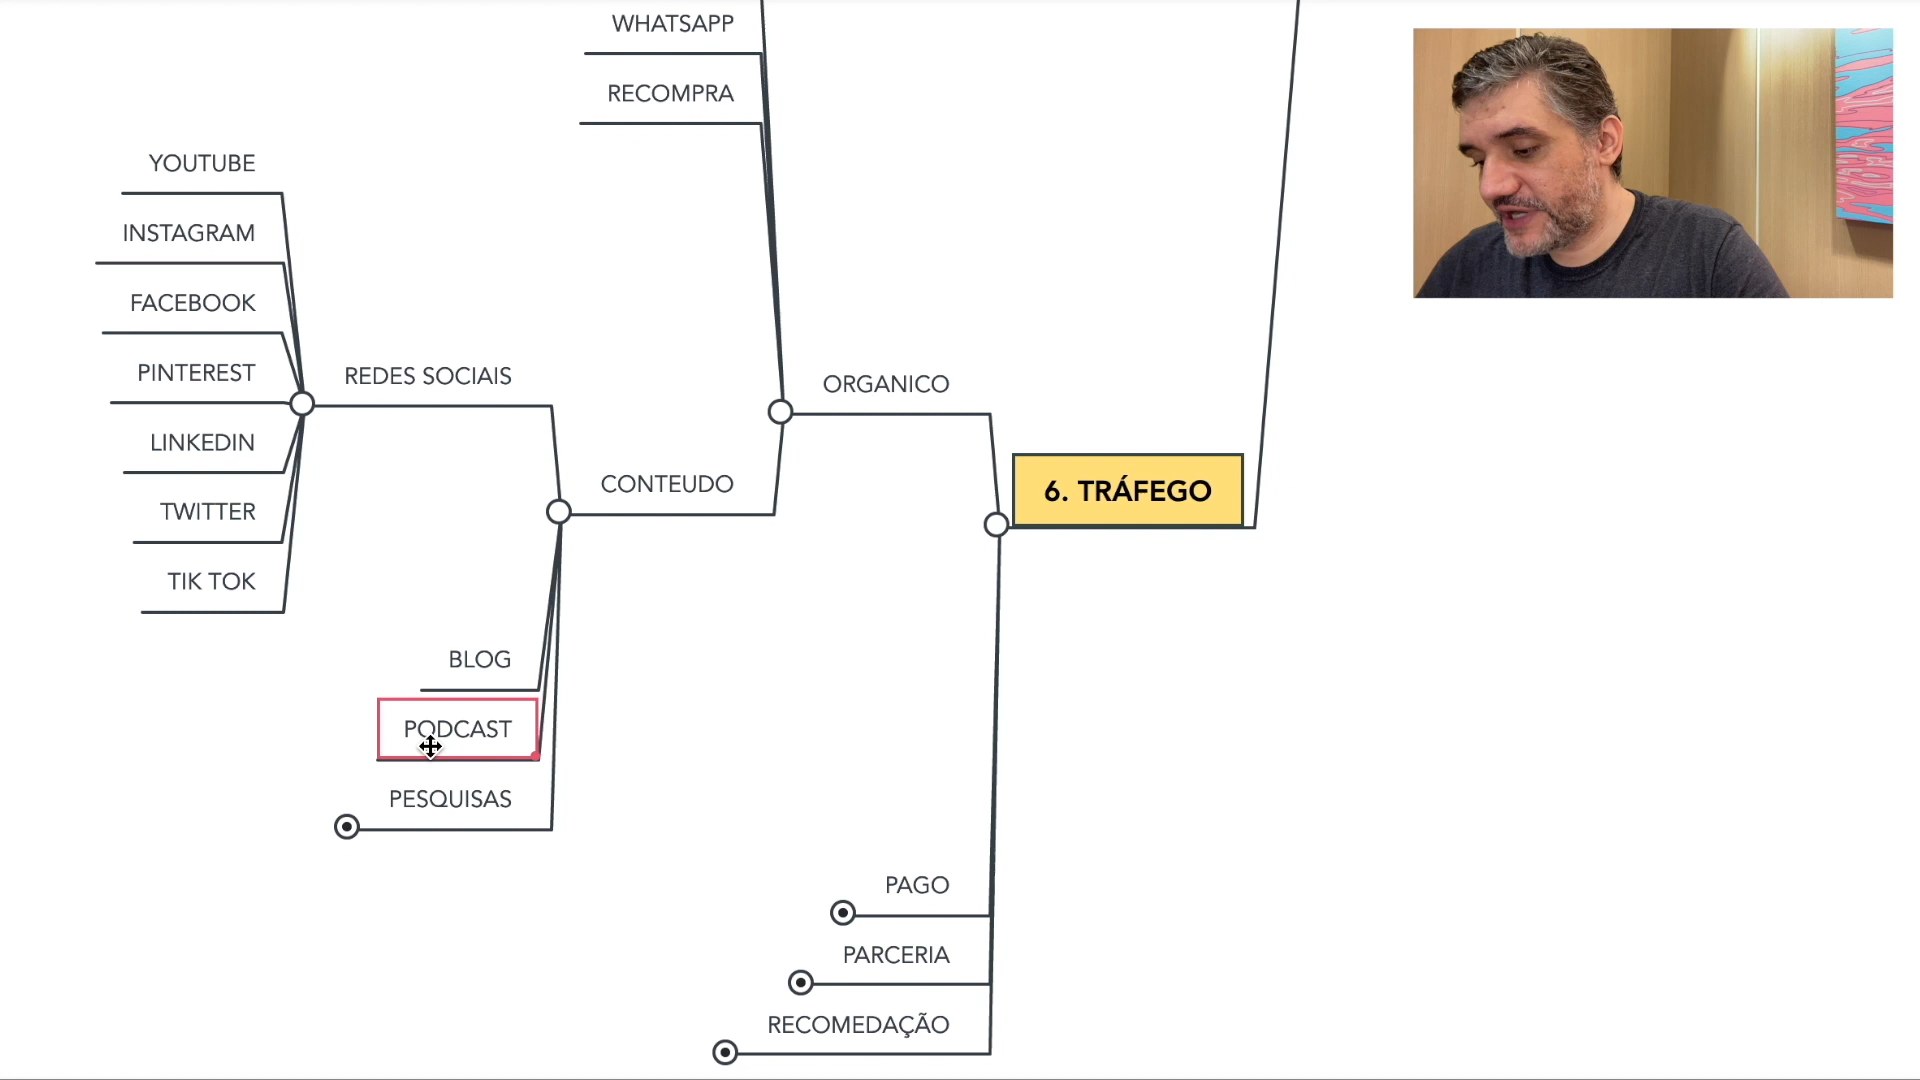 WHATSAPP
RECOMPRA
YOUTUBE
INSTAGRAM
FACEBOOK
PINTEREST
LINKEDIN
TWITTER
TIK TOK
REDES SOCIAIS
BLOG
PODCAST
PESQUISAS
CONTEUDO
ORGANICO
6. TRÁFEGO
PAGO
PARCERIA
RECOMEDAÇÃO